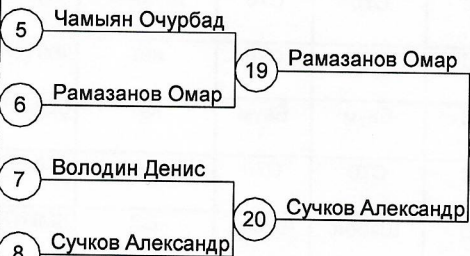 5 Чамыян Очурбад
19 Рамазанов Омар
6 Рамазанов Омар
7 Володин Денис
20 Сучков Александр
8 Сучков Александр